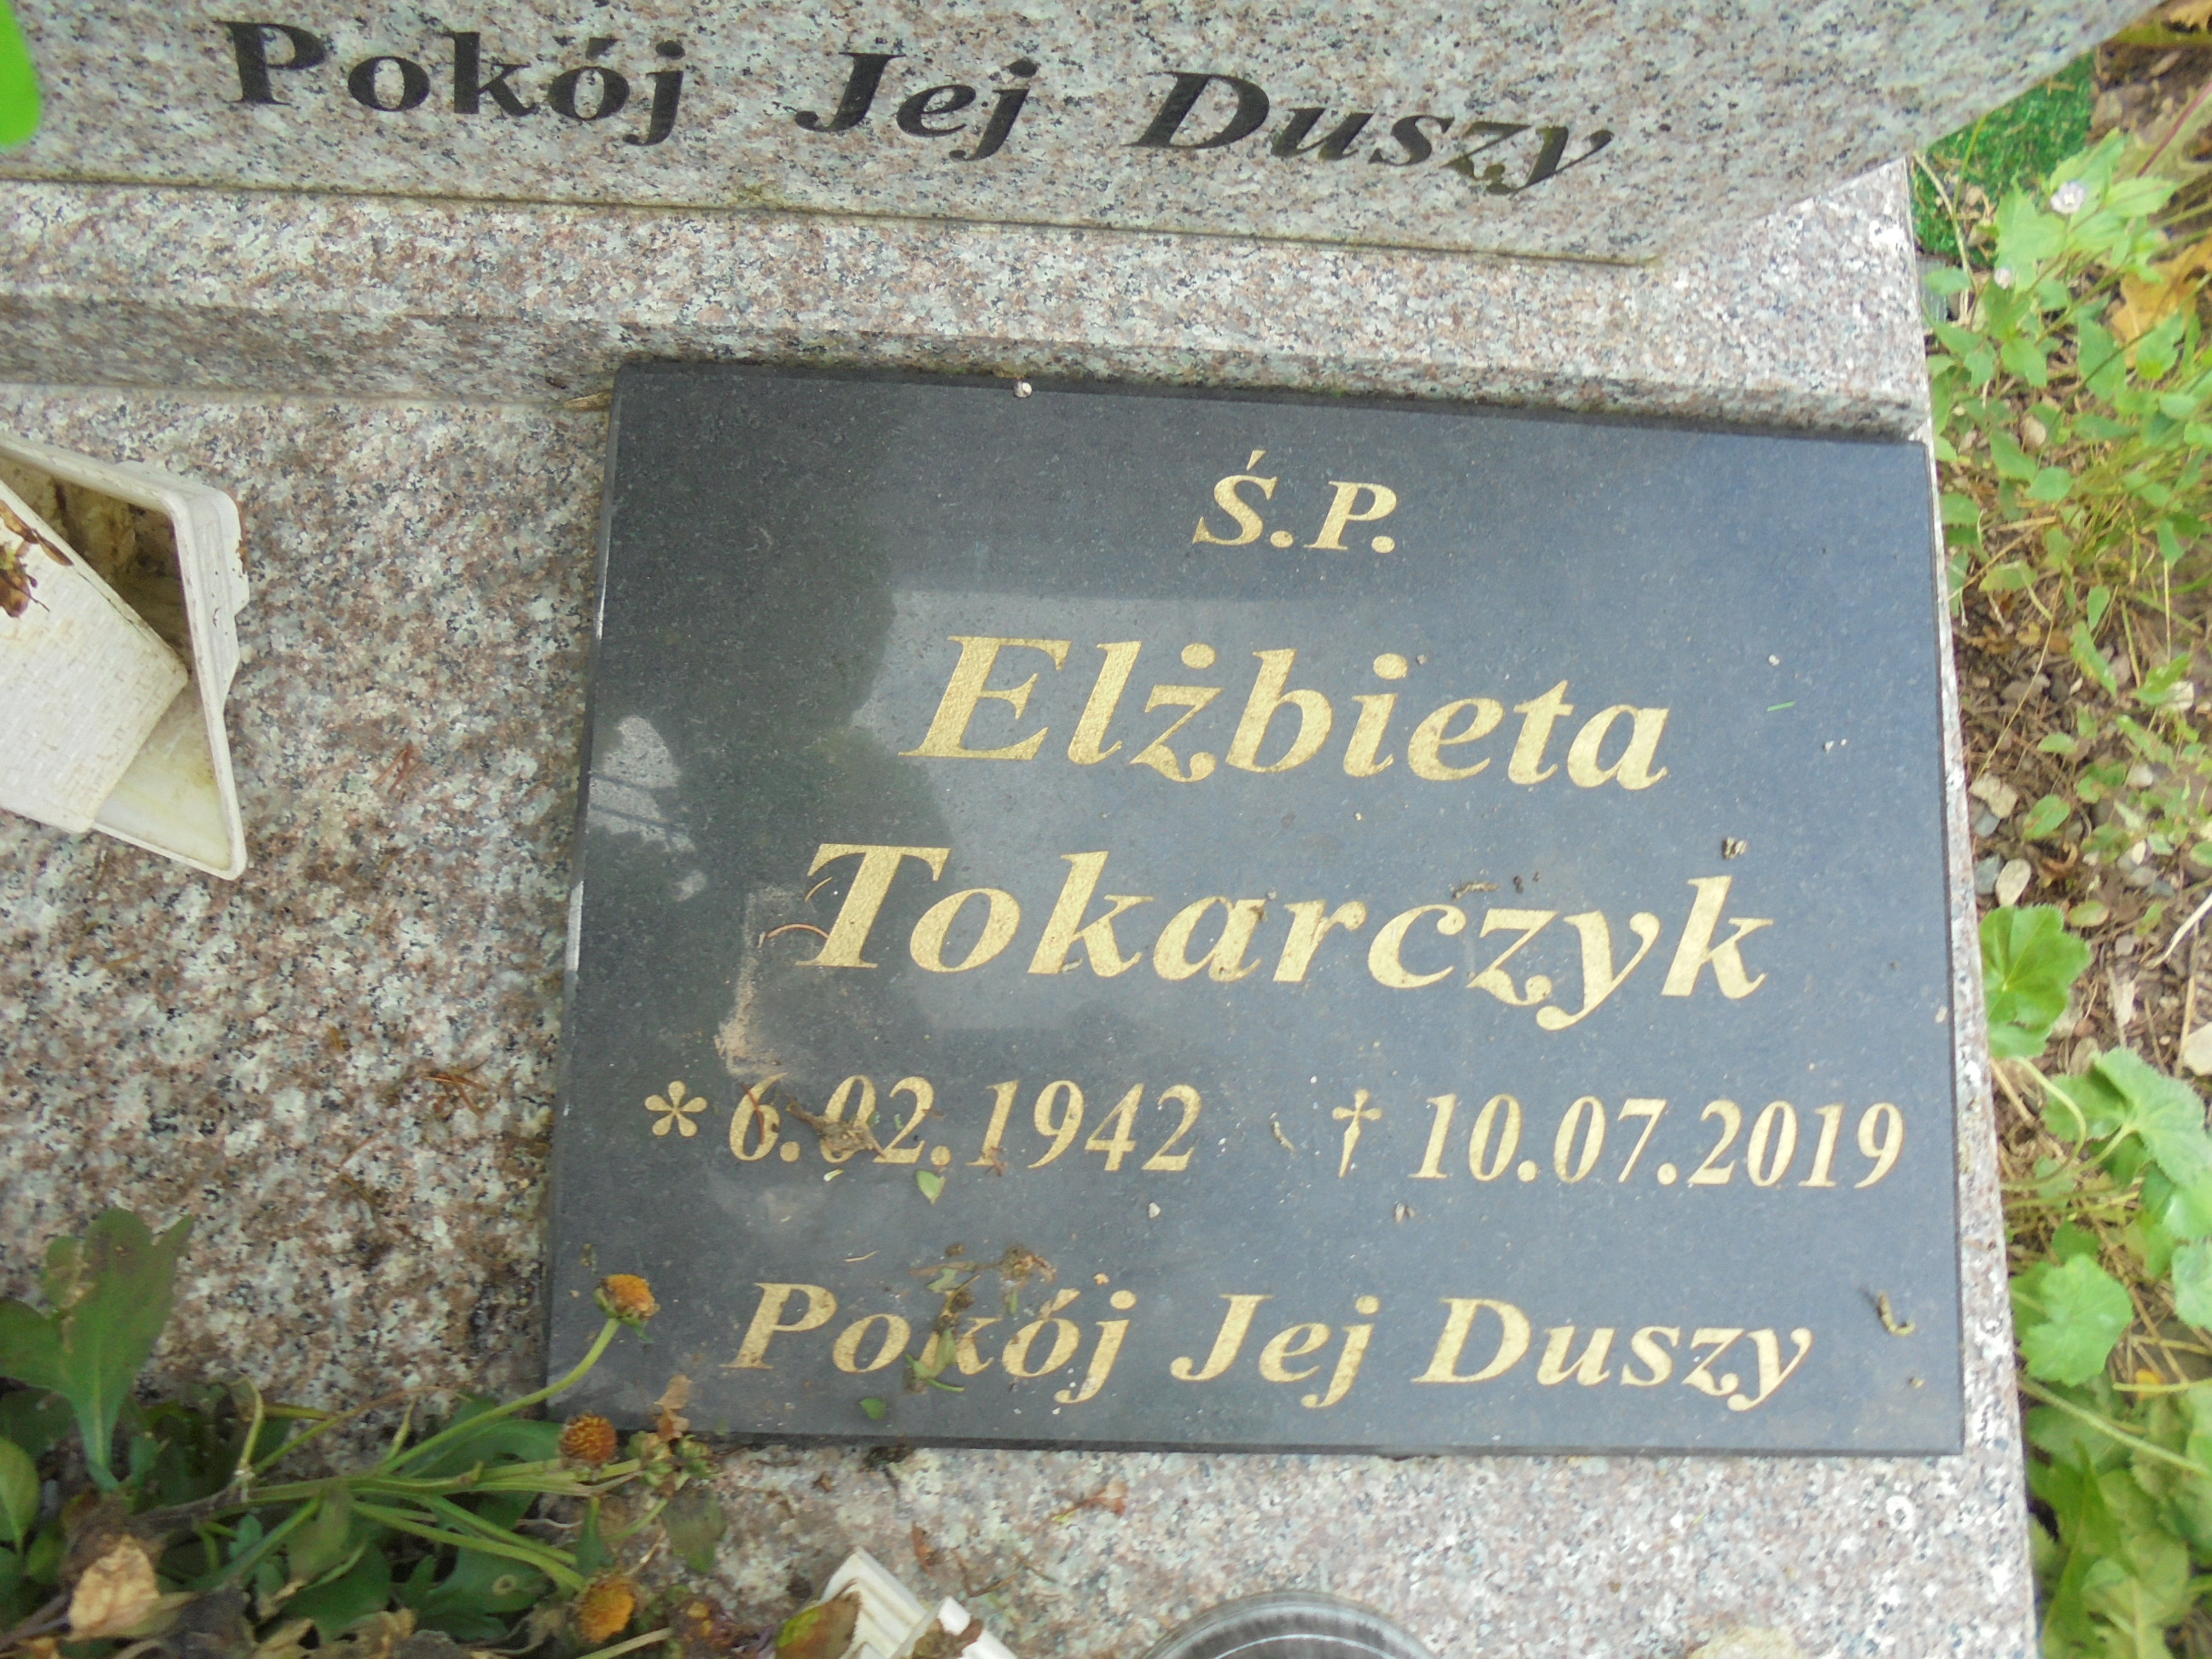 Pokój Jej Duszy
Ś.P.
Elżbieta
Tokarczyk
* 6.02.1942 † 10.07.2019
Pokój Jej Duszy